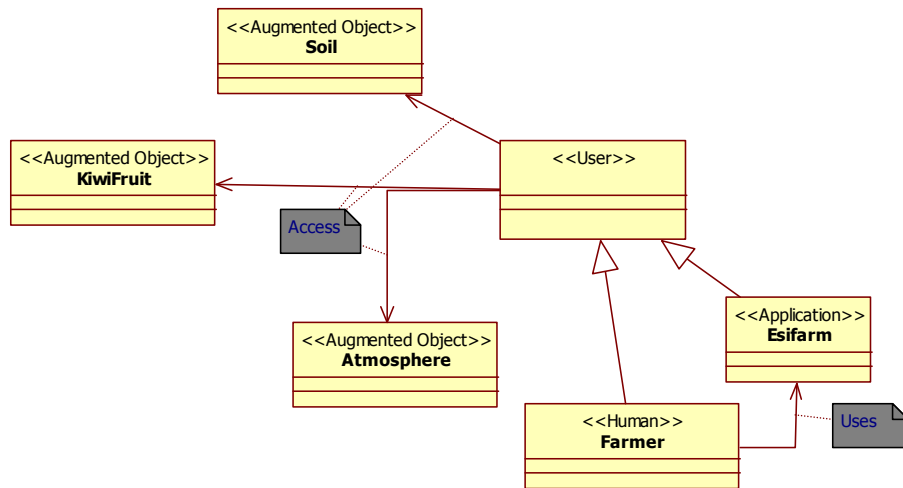 <<Augmented Object>>
Soil
<<Augmented Object>>
KiwiFruit
<<User>>
Access
<<Augmented Object>>
Atmosphere
<<Application>>
Esifarm
<<Human>>
Farmer
Uses